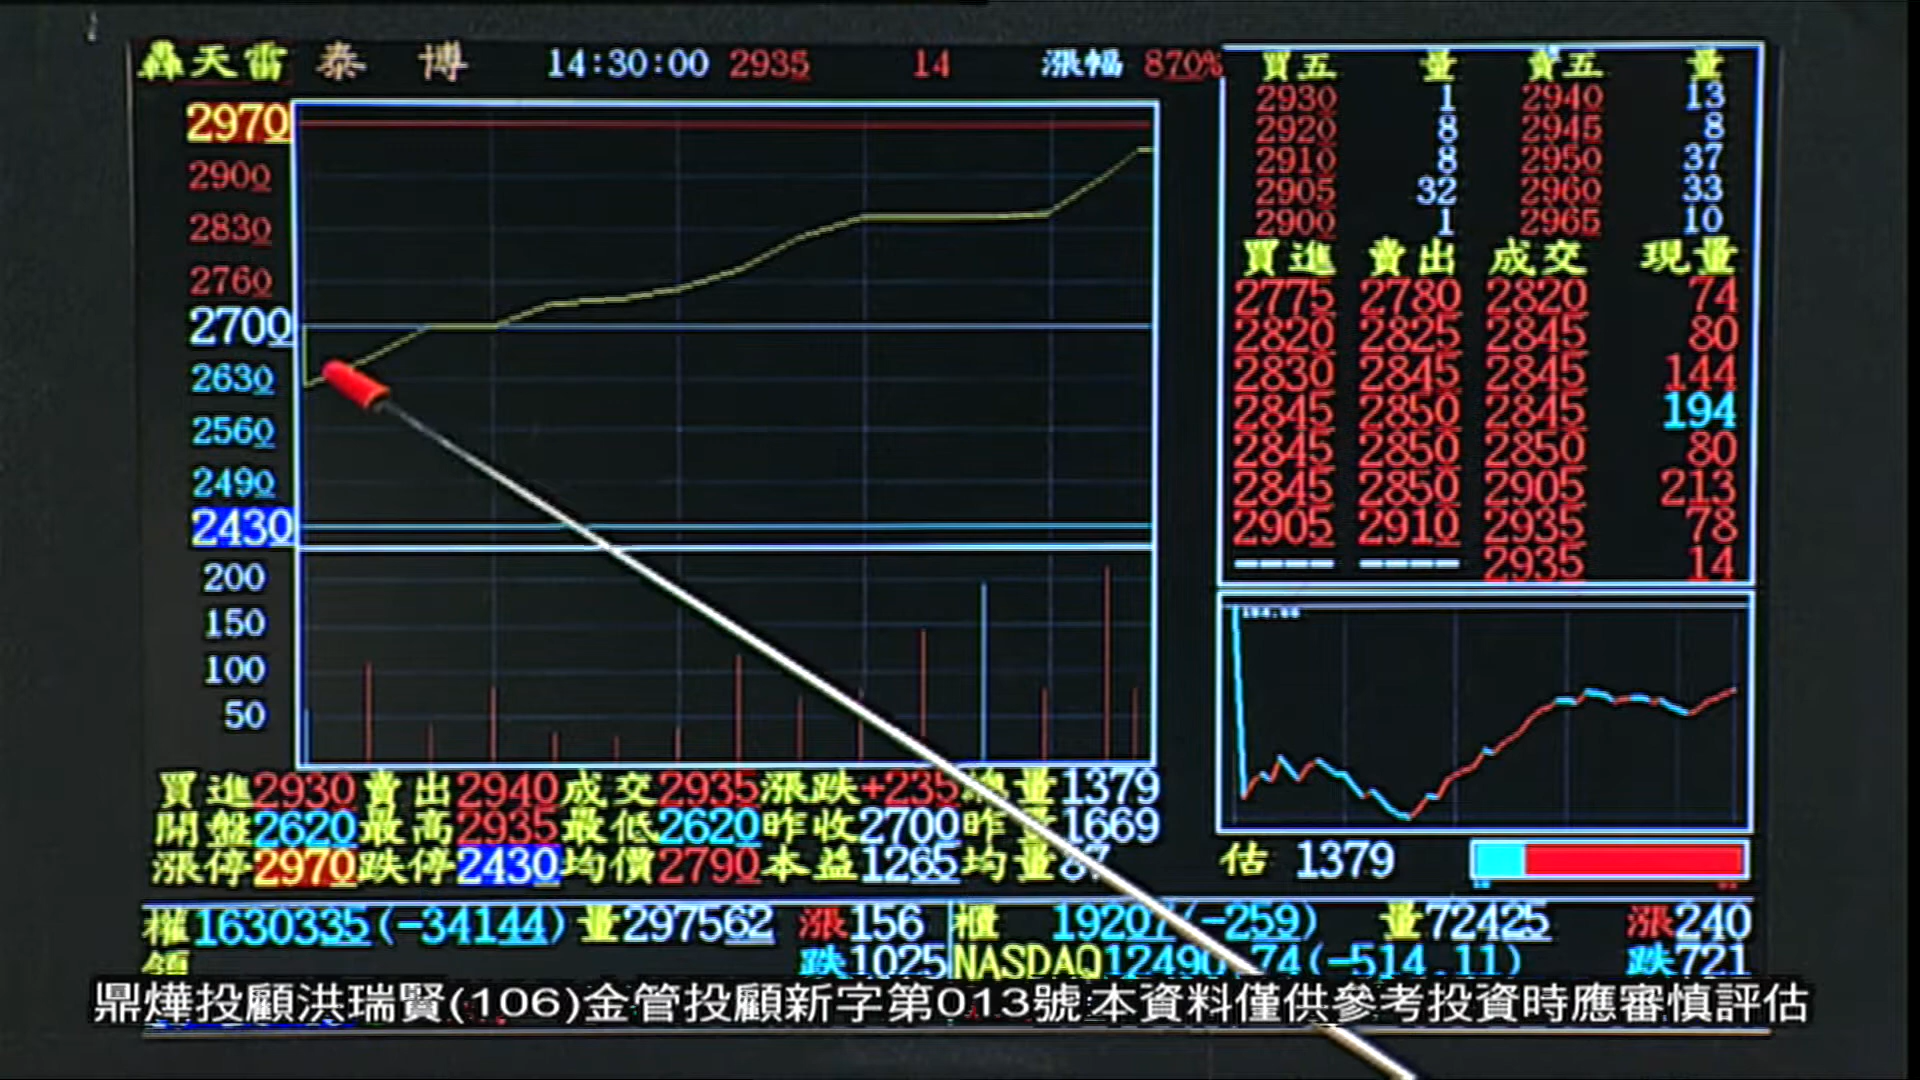 轟天雷 泰 博 14:30:00 2935 14 漲幅 870%
2970
2900
2830
2760
2700
2630
2560
2490
2430
200
150
100
50
買五 量 賣五 量
2930 1 2940 13
2920 8 2945 8
2910 8 2950 37
2905 32 2960 33
2900 1 2965 10
買進 賣出 成交 現量
2775 2780 2820 74
2820 2825 2845 80
2830 2845 2845 144
2845 2850 2845 194
2845 2850 2850 80
2845 2850 2905 213
2905 2910 2935 78
---- ---- 2935 14
買進2930 賣出2940 成交2935 漲跌+235 總量1379
開盤2620 最高2935 最低2620 昨收2700 昨量1669
漲停2970 跌停2430 均價2790 本益1265 均量87
估 1379
權1630335(-34144) 量297562 漲156 櫃 19207(-259) 量72425 漲240
領 跌1025 NASDAQ12490.74(-514.11) 跌721
鼎燁投顧洪瑞賢(106)金管投顧新字第013號 本資料僅供參考投資時應審慎評估